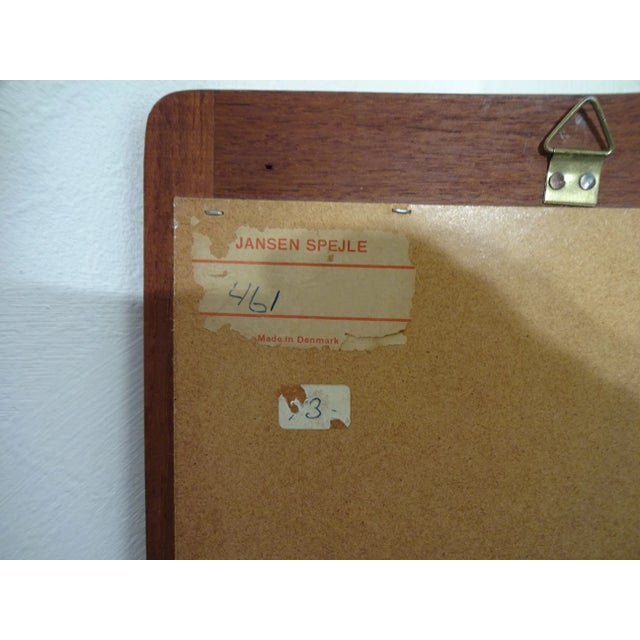 JANSEN SPEJLE
461
Made in Denmark
3-